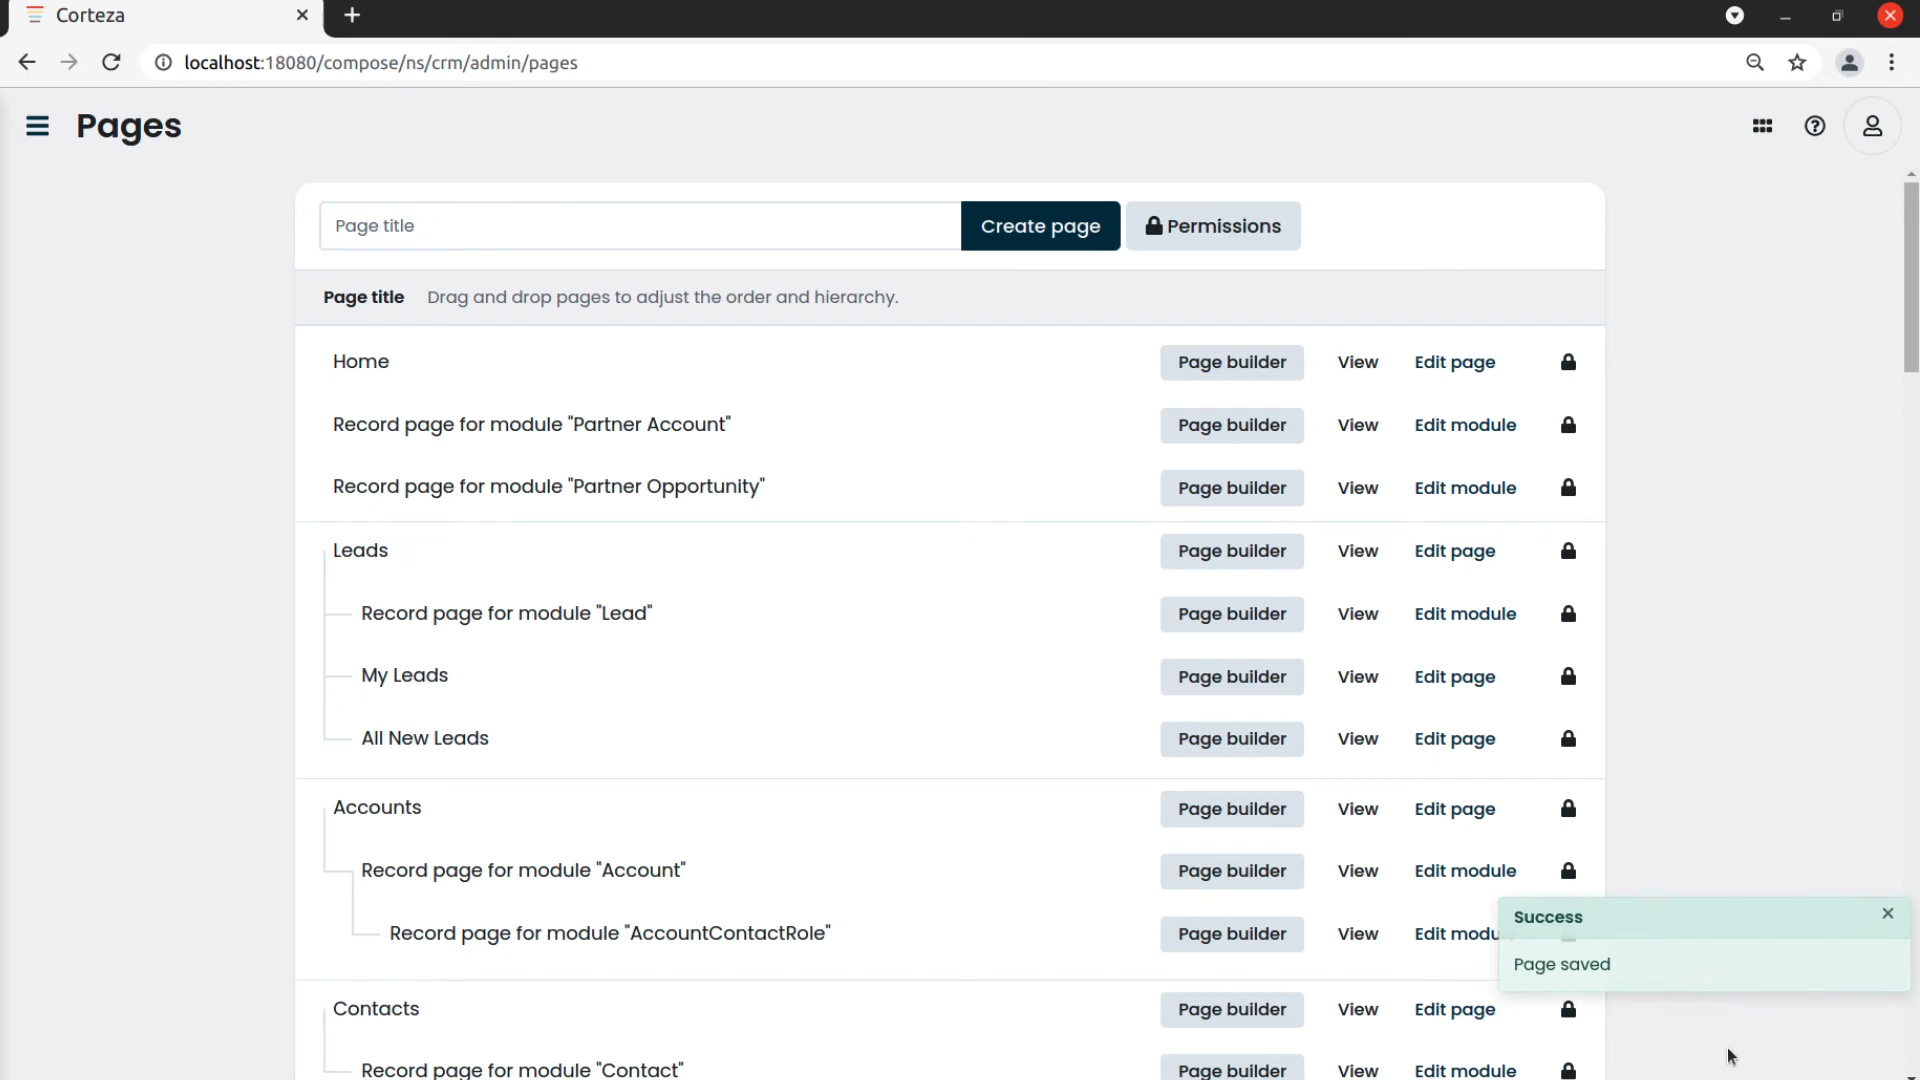 Corteza
localhost:18080/compose/ns/crm/admin/pages
Pages
Page title
Create page
Permissions
Page title Drag and drop pages to adjust the order and hierarchy.
Home Page builder View Edit page
Record page for module "Partner Account" Page builder View Edit module
Record page for module "Partner Opportunity" Page builder View Edit module
Leads Page builder View Edit page
Record page for module "Lead" Page builder View Edit module
My Leads Page builder View Edit page
All New Leads Page builder View Edit page
Accounts Page builder View Edit page
Record page for module "Account" Page builder View Edit module
Record page for module "AccountContactRole" Page builder View Edit modu
Success
Page saved
Contacts Page builder View Edit page
Record page for module "Contact" Page builder View Edit module